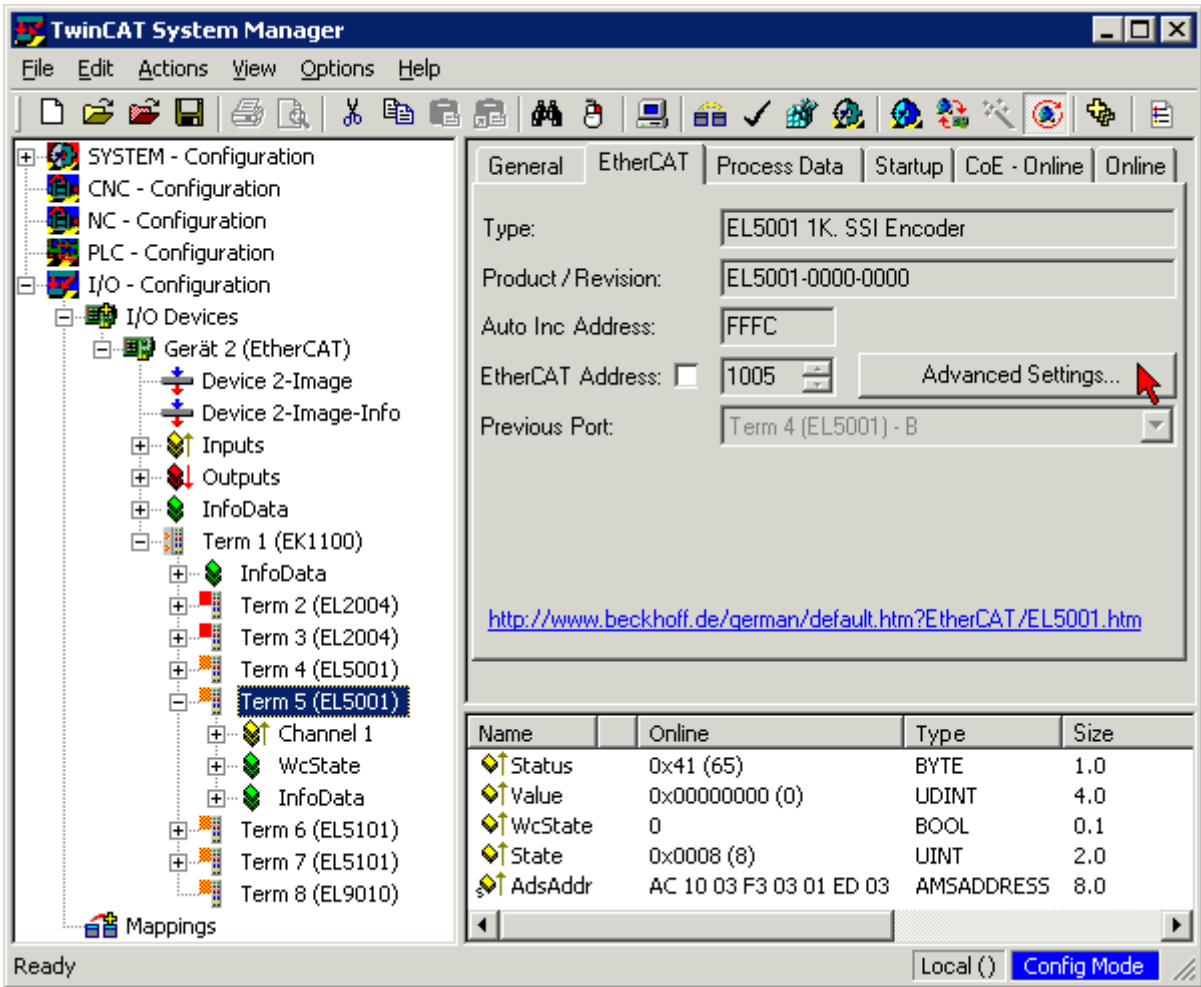 TwinCAT System Manager
File Edit Actions View Options Help
SYSTEM - Configuration
CNC - Configuration
NC - Configuration
PLC - Configuration
I/O - Configuration
I/O Devices
Gerät 2 (EtherCAT)
Device 2-Image
Device 2-Image-Info
Inputs
Outputs
InfoData
Term 1 (EK1100)
InfoData
Term 2 (EL2004)
Term 3 (EL2004)
Term 4 (EL5001)
Term 5 (EL5001)
Channel 1
WcState
InfoData
Term 6 (EL5101)
Term 7 (EL5101)
Term 8 (EL9010)
Mappings
General EtherCAT Process Data Startup CoE - Online Online
Type: EL5001 1K. SSI Encoder
Product / Revision: EL5001-0000-0000
Auto Inc Address: FFFC
EtherCAT Address: 1005 Advanced Settings...
Previous Port: Term 4 (EL5001) - B
http://www.beckhoff.de/german/default.htm?EtherCAT/EL5001.htm
Name Online Type Size
Status 0x41 (65) BYTE 1.0
Value 0x00000000 (0) UDINT 4.0
WcState 0 BOOL 0.1
State 0x0008 (8) UINT 2.0
AdsAddr AC 10 03 F3 03 01 ED 03 AMSADDRESS 8.0
Ready Local () Config Mode